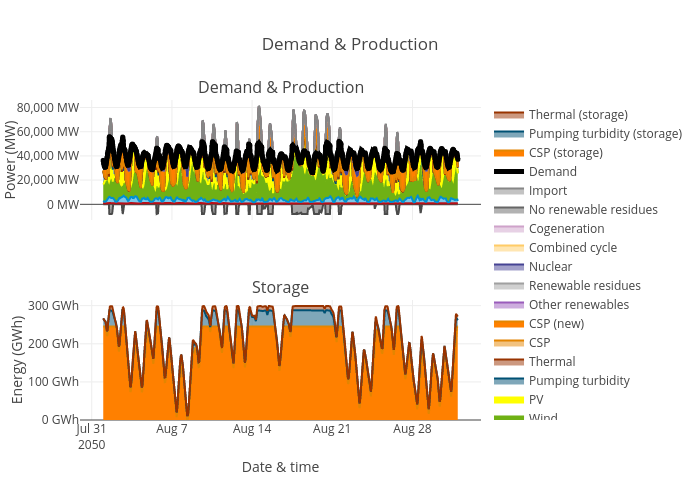 Demand & Production
Demand & Production
80,000 MW
60,000 MW
40,000 MW
20,000 MW
0 MW
Power (MW)
Storage
300 GWh
200 GWh
100 GWh
0 GWh
Energy (GWh)
Jul 31
2050
Aug 7
Aug 14
Aug 21
Aug 28
Date & time
Thermal (storage)
Pumping turbidity (storage)
CSP (storage)
Demand
Import
No renewable residues
Cogeneration
Combined cycle
Nuclear
Renewable residues
Other renewables
CSP (new)
CSP
Thermal
Pumping turbidity
PV
Wind